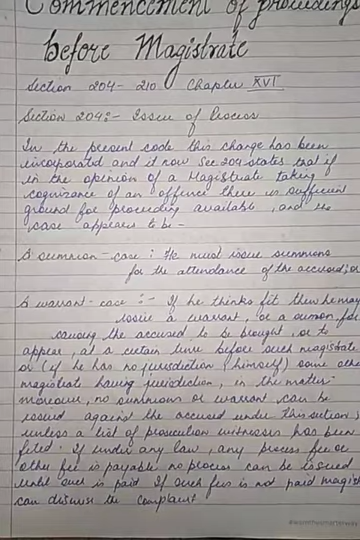 Commencement of proceedings
before Magistrate
Section 204 - 210 Chapter XVI
Section 204:- Issue of Process
In the present code this change has been
incorporated and it now Sec 204 states that if
in the opinion of a Magistrate taking
cognizance of an offence there is sufficient
ground for proceeding available, and the
case appears to be -
A summon-case : He must issue summons
for the attendance of the accused; or
A warrant-case :- If he thinks fit then he may
issue a warrant, or a sumon for
causing the accused to be brought, or to
appear, at a certain time before such magistrate
or (if he has no jurisdiction himself) some othe
magistrate having jurisdiction, in the matter
moreover, no summons or warrant can be
issued against the accused under this section,
unless a list of prosecution witnesses has been
filed. If under any law, any process fee or
other fee is payable no process can be issued
until is paid If such fees is not paid magist
can dismiss the complaint